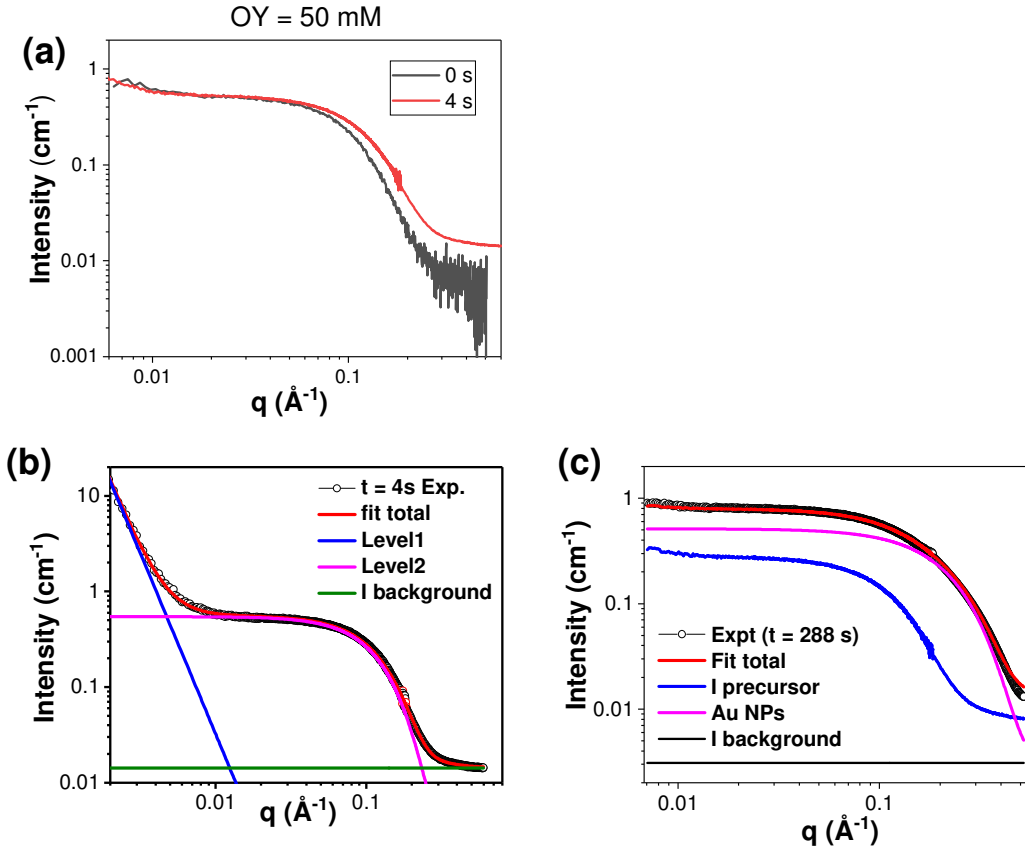 OY = 50 mM
(a)
1
0.1
0.01
0.001
Intensity (cm⁻¹)
0 s
4 s
0.01
0.1
q (Å⁻¹)
(b)
10
1
0.1
0.01
Intensity (cm⁻¹)
t = 4s Exp.
fit total
Level1
Level2
I background
0.01
0.1
q (Å⁻¹)
(c)
1
0.1
0.01
Intensity (cm⁻¹)
Expt (t = 288 s)
Fit total
I precursor
Au NPs
I background
0.01
0.1
q (Å⁻¹)